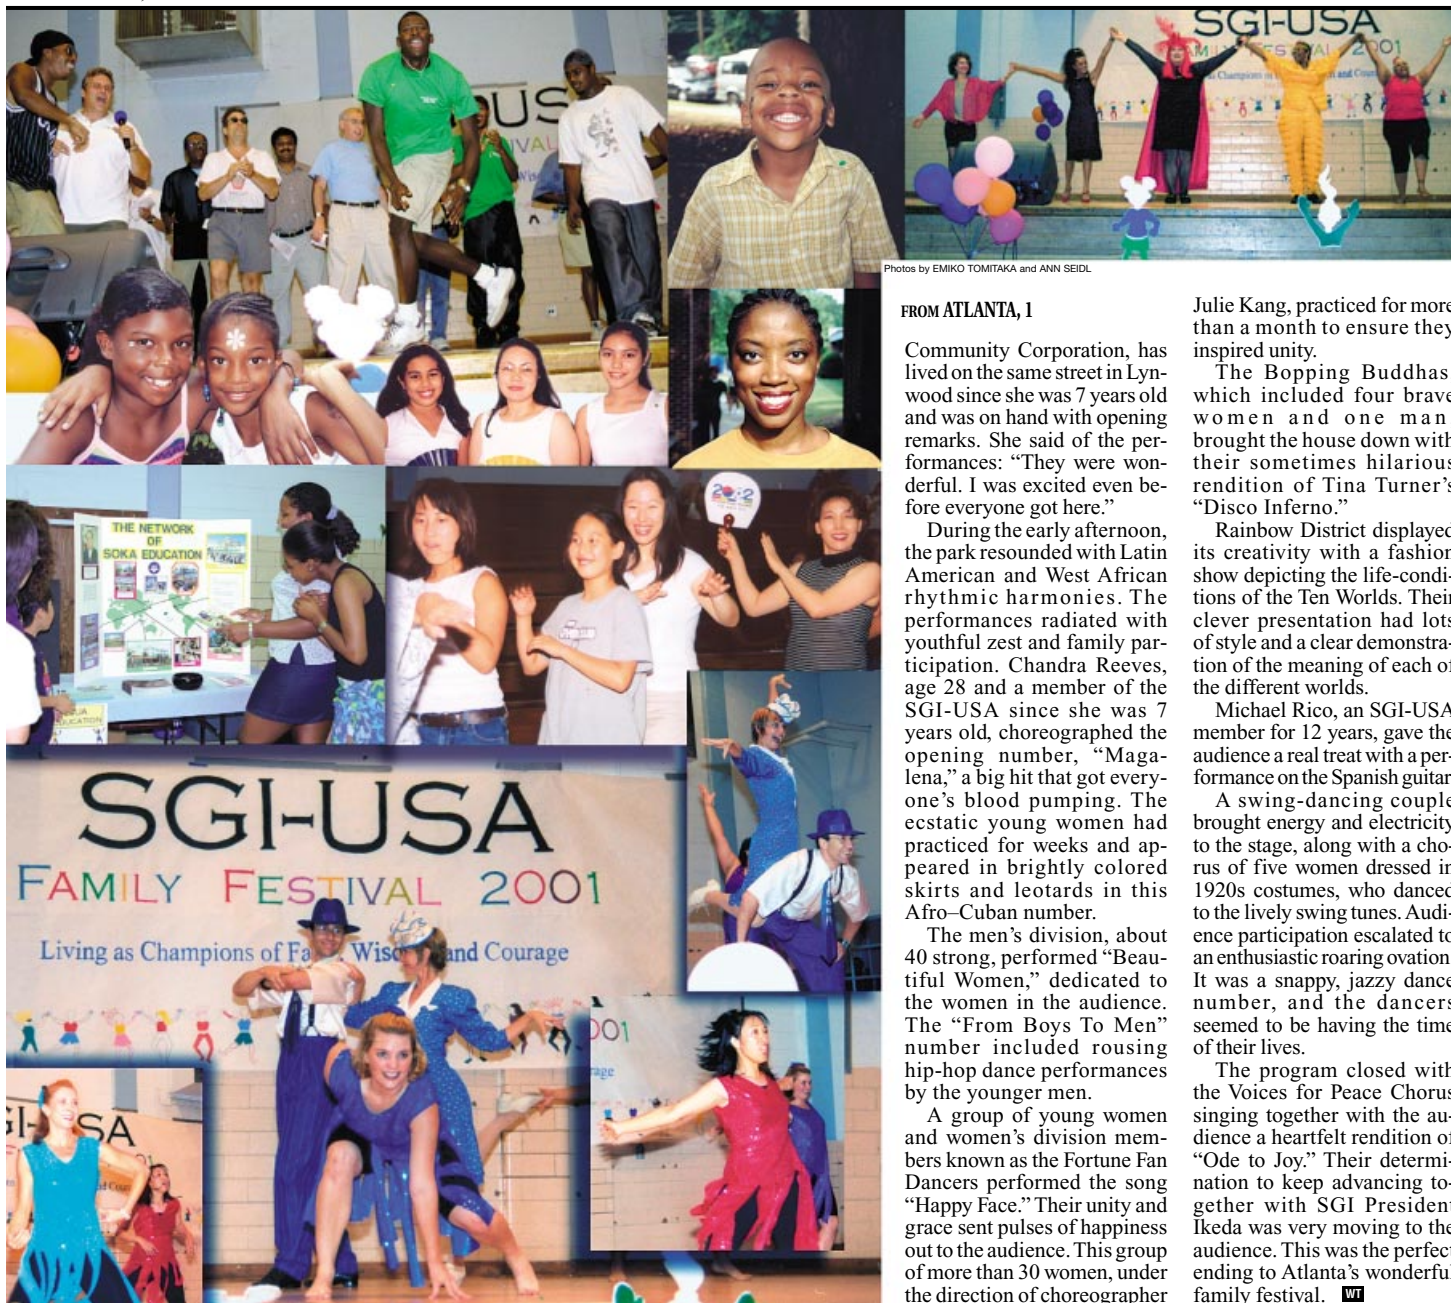 SGI-USA
FAMILY FESTIVAL 2001
and Courage
US
IVAL
THE NETWORK
OF
SOKA EDUCATION
SGI-USA
FAMILY FESTIVAL 2001
Living as Champions of Fa Wisd and Courage
001
rage
GI- SA
Photos by EMIKO TOMITAKA and ANN SEIDL
FROM ATLANTA, 1
Community Corporation, has
lived on the same street in Lyn-
wood since she was 7 years old
and was on hand with opening
remarks. She said of the per-
formances: “They were won-
derful. I was excited even be-
fore everyone got here.”
During the early afternoon,
the park resounded with Latin
American and West African
rhythmic harmonies. The
performances radiated with
youthful zest and family par-
ticipation. Chandra Reeves,
age 28 and a member of the
SGI-USA since she was 7
years old, choreographed the
opening number, “Maga-
lena,” a big hit that got every-
one’s blood pumping. The
ecstatic young women had
practiced for weeks and ap-
peared in brightly colored
skirts and leotards in this
Afro–Cuban number.
The men’s division, about
40 strong, performed “Beau-
tiful Women,” dedicated to
the women in the audience.
The “From Boys To Men”
number included rousing
hip-hop dance performances
by the younger men.
A group of young women
and women’s division mem-
bers known as the Fortune Fan
Dancers performed the song
“Happy Face.” Their unity and
grace sent pulses of happiness
out to the audience. This group
of more than 30 women, under
the direction of choreographer
Julie Kang, practiced for more
than a month to ensure they
inspired unity.
The Bopping Buddhas
which included four brave
women and one man
brought the house down with
their sometimes hilarious
rendition of Tina Turner’s
“Disco Inferno.”
Rainbow District displayed
its creativity with a fashion
show depicting the life-condi-
tions of the Ten Worlds. Their
clever presentation had lots
of style and a clear demonstra-
tion of the meaning of each of
the different worlds.
Michael Rico, an SGI-USA
member for 12 years, gave the
audience a real treat with a per-
formance on the Spanish guitar
A swing-dancing couple
brought energy and electricity
to the stage, along with a cho-
rus of five women dressed in
1920s costumes, who danced
to the lively swing tunes. Audi-
ence participation escalated to
an enthusiastic roaring ovation.
It was a snappy, jazzy dance
number, and the dancers
seemed to be having the time
of their lives.
The program closed with
the Voices for Peace Chorus
singing together with the au-
dience a heartfelt rendition of
“Ode to Joy.” Their determi-
nation to keep advancing to-
gether with SGI President
Ikeda was very moving to the
audience. This was the perfect
ending to Atlanta’s wonderful
family festival. WT